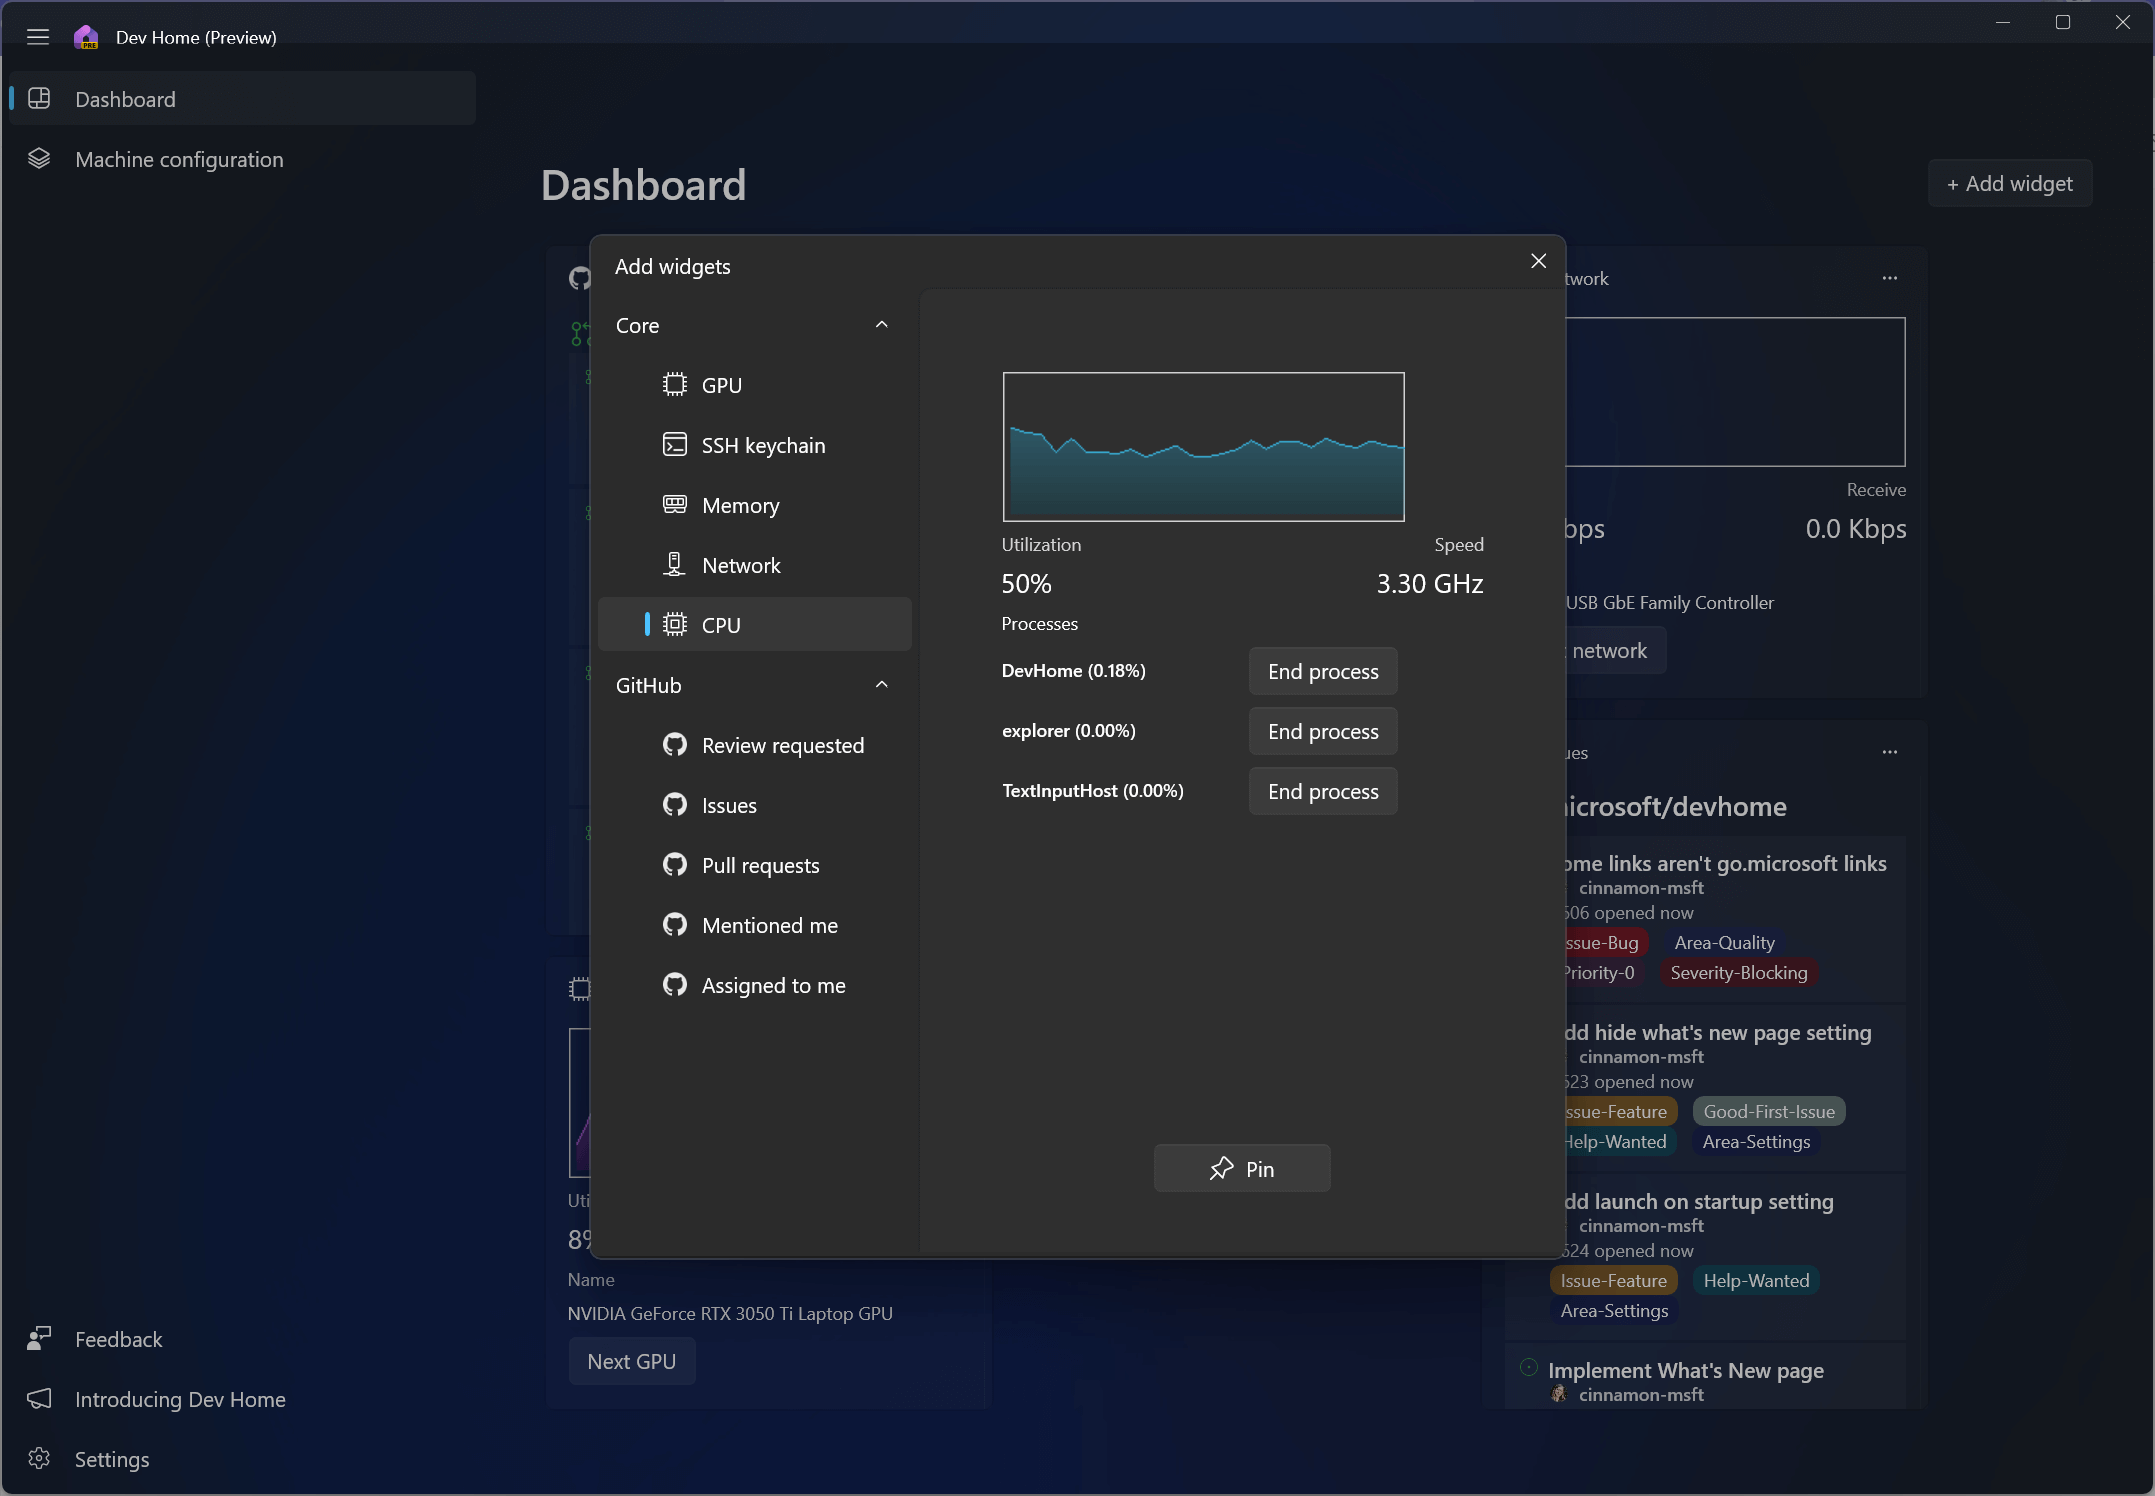 Dev Home (Preview)
Dashboard
Machine configuration
Dashboard
+ Add widget
Add widgets
Core
GPU
SSH keychain
Memory
Network
CPU
GitHub
Review requested
Issues
Pull requests
Mentioned me
Assigned to me
Utilization
Speed
50%
3.30 GHz
Processes
DevHome (0.18%)
End process
explorer (0.00%)
End process
TextInputHost (0.00%)
End process
Pin
twork
Receive
bps
0.0 Kbps
USB GbE Family Controller
network
ues
icrosoft/devhome
ome links aren't go.microsoft links
cinnamon-msft
606 opened now
ssue-Bug Area-Quality
Priority-0 Severity-Blocking
dd hide what's new page setting
cinnamon-msft
623 opened now
ssue-Feature Good-First-Issue
Help-Wanted Area-Settings
dd launch on startup setting
cinnamon-msft
624 opened now
Issue-Feature Help-Wanted
Area-Settings
Implement What's New page
cinnamon-msft
Uti
8%
Name
NVIDIA GeForce RTX 3050 Ti Laptop GPU
Next GPU
Feedback
Introducing Dev Home
Settings